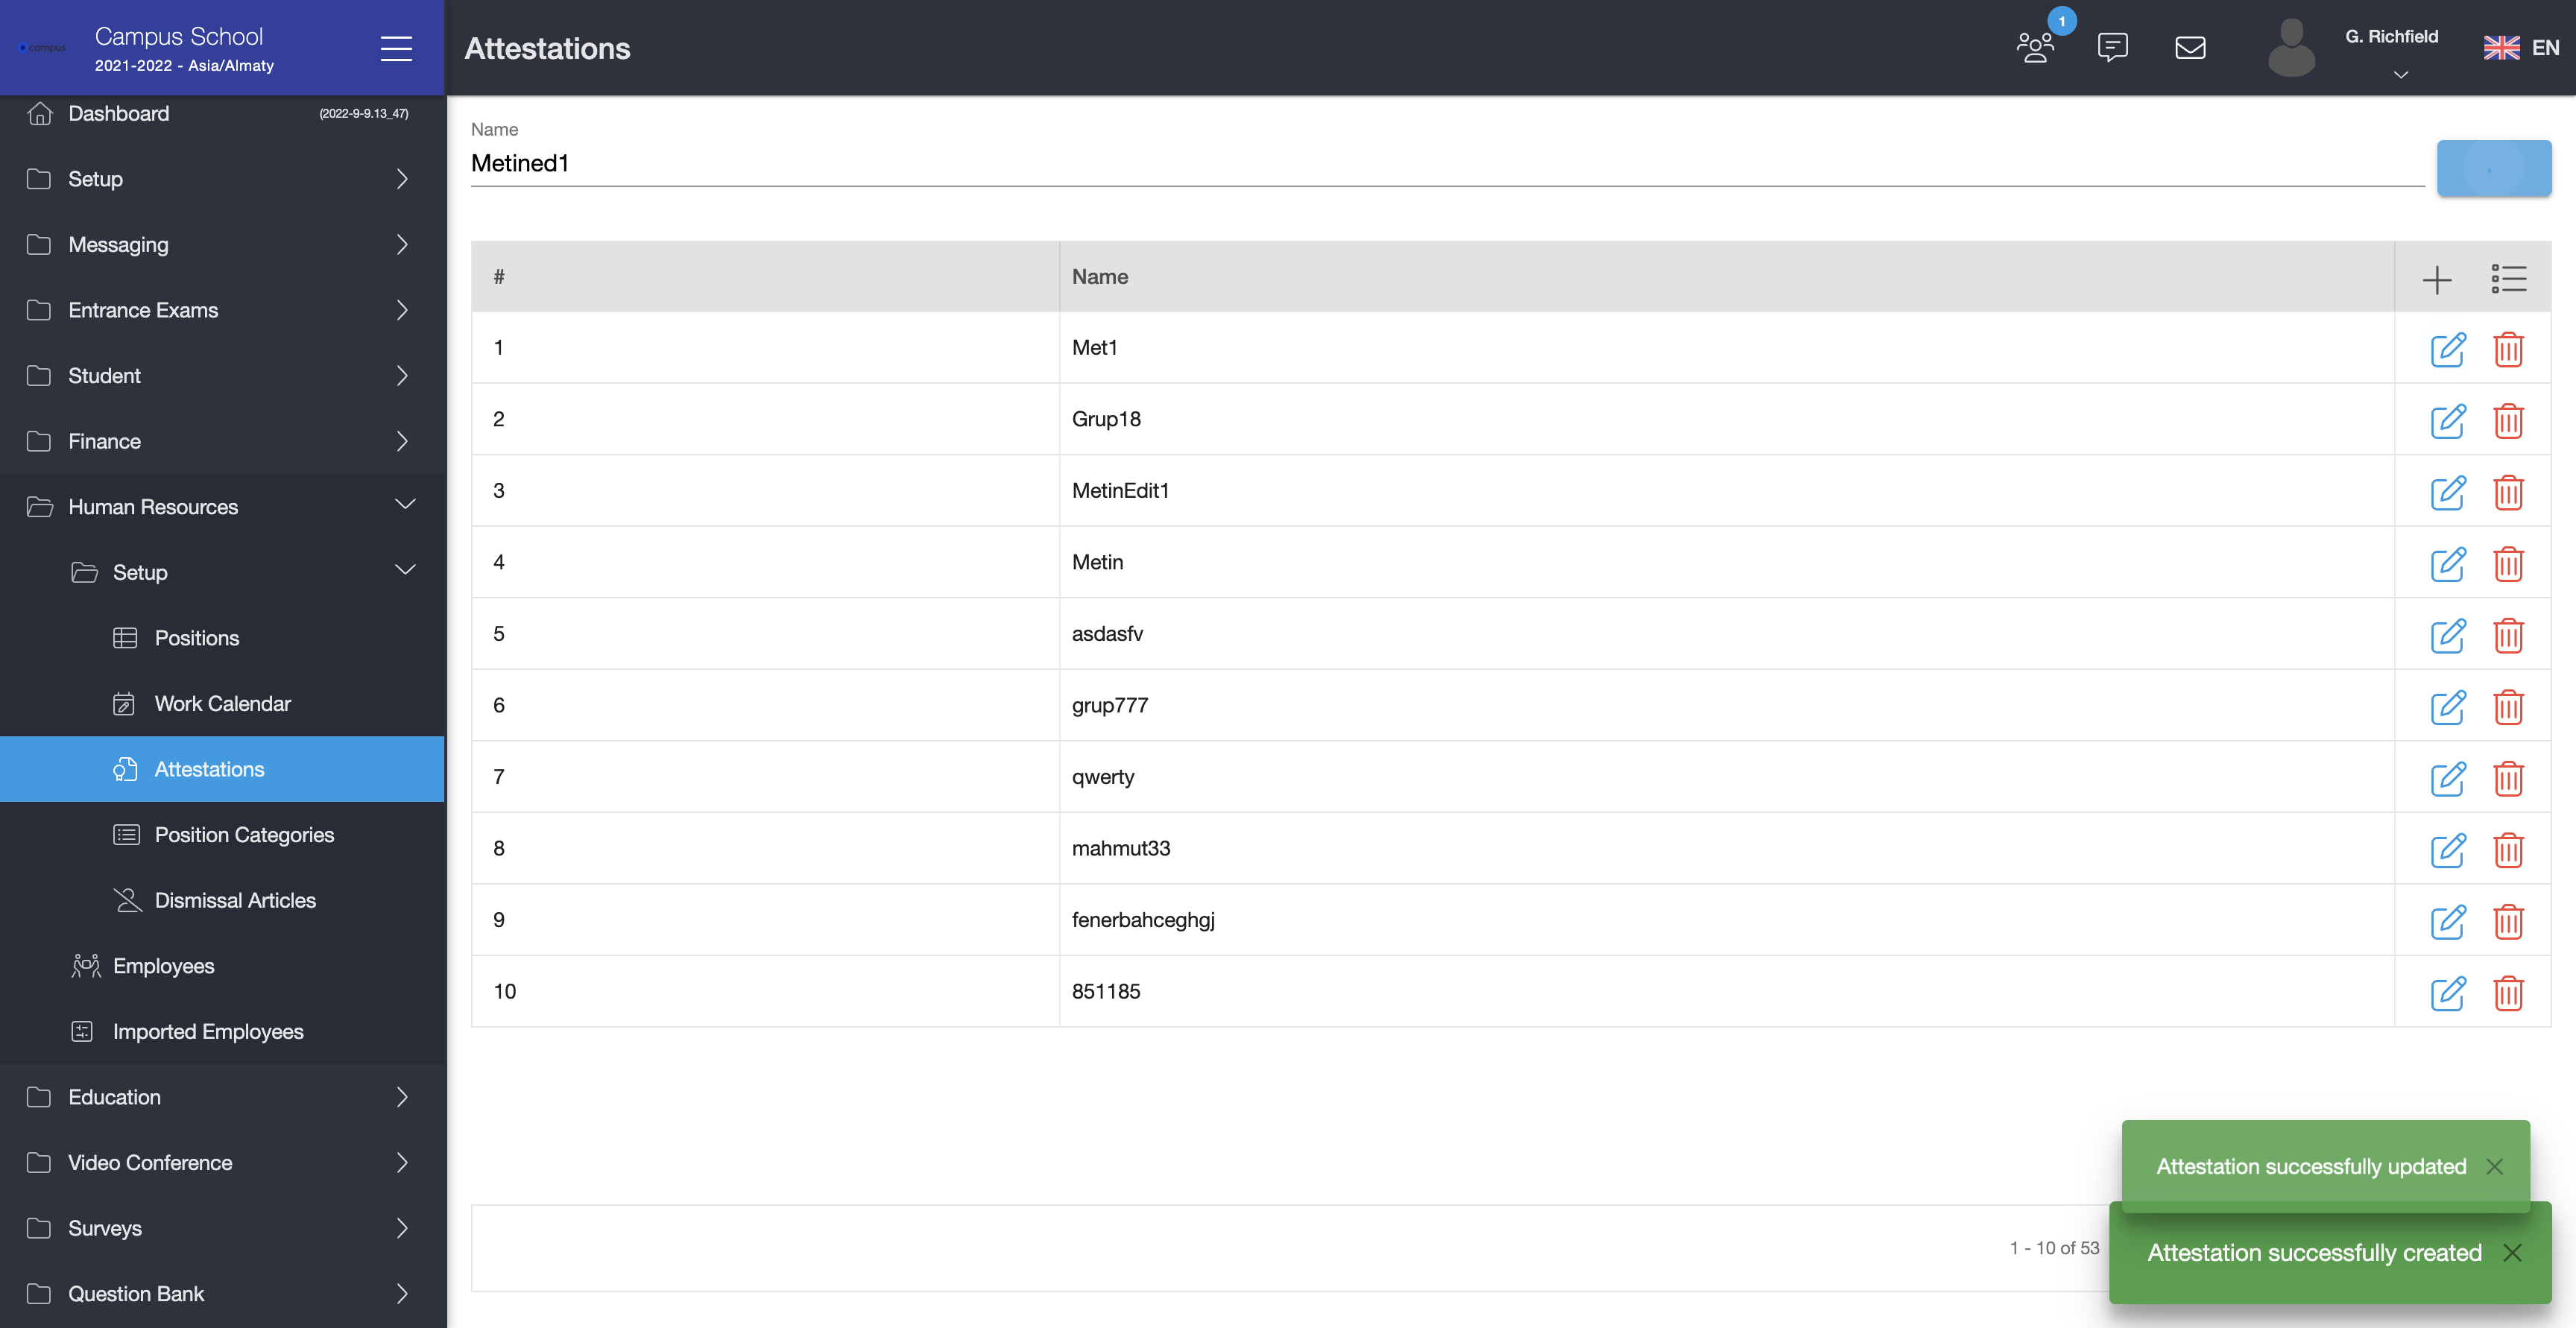 campus
Campus School
2021-2022 - Asia/Almaty
Attestations
1
G. Richfield
EN
Dashboard
(2022-9-9.13_47)
Setup
Messaging
Entrance Exams
Student
Finance
Human Resources
Setup
Positions
Work Calendar
Attestations
Position Categories
Dismissal Articles
Employees
Imported Employees
Education
Video Conference
Surveys
Question Bank
Name
Metined1
# Name
1 Met1
2 Grup18
3 MetinEdit1
4 Metin
5 asdasfv
6 grup777
7 qwerty
8 mahmut33
9 fenerbahceghgj
10 851185
Attestation successfully updated
1 - 10 of 53
Attestation successfully created